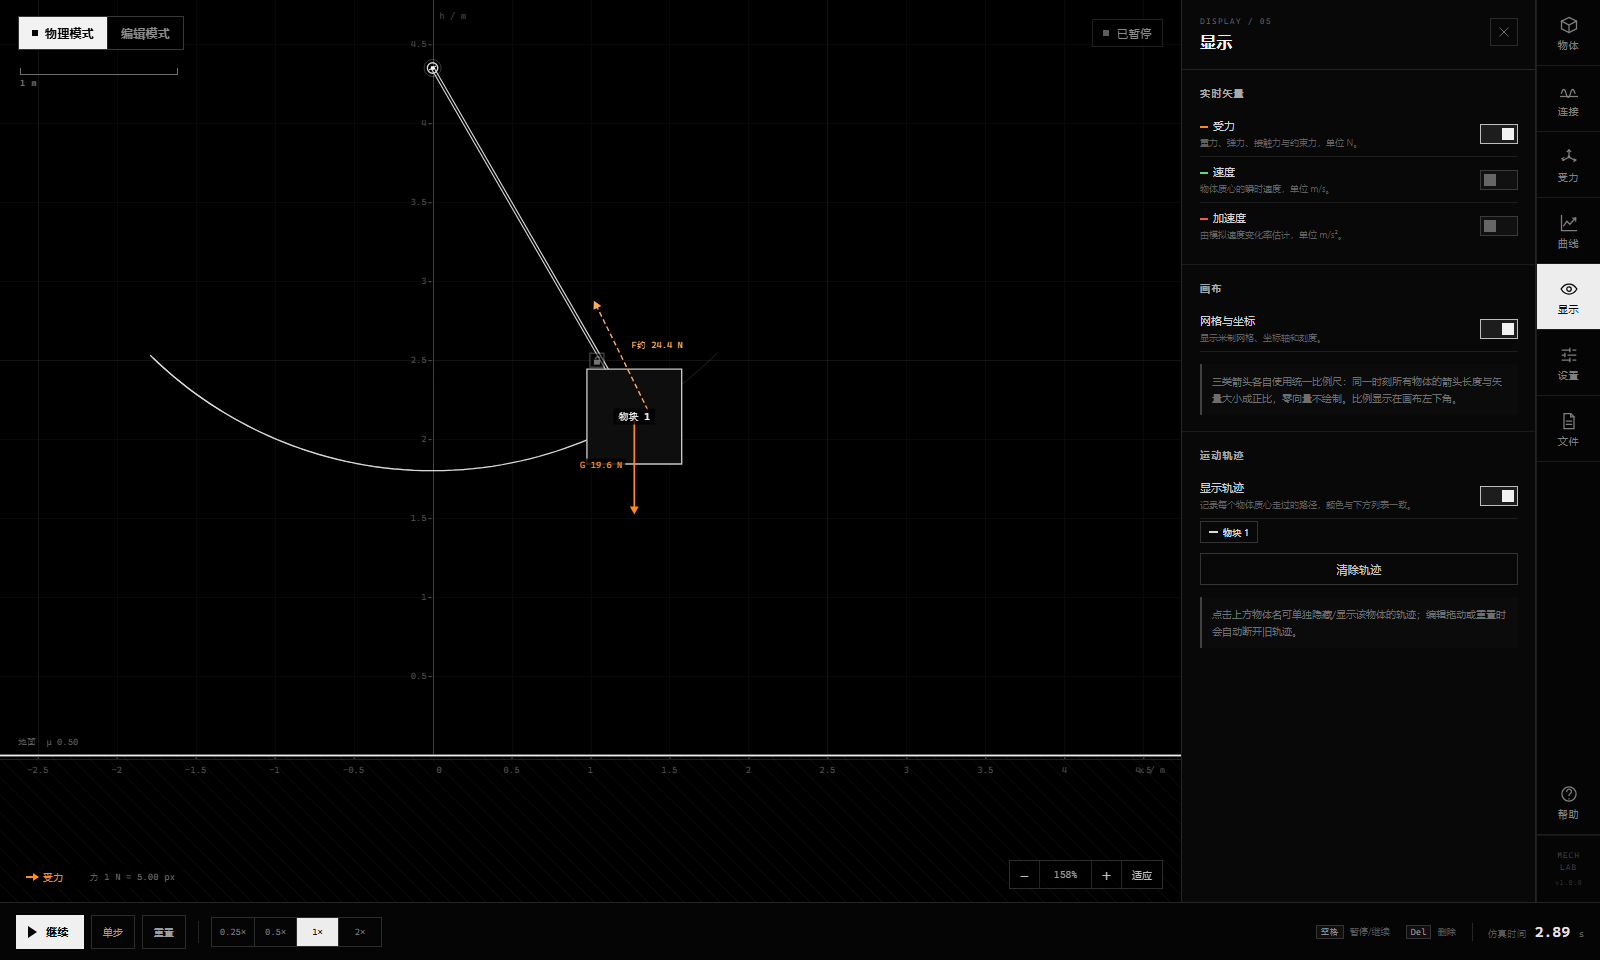 物理模式
编辑模式
1 m
h / m
已暂停
4.5
4
3.5
3
2.5
2
1.5
1
0.5
F约 24.4 N
物块 1
G 19.6 N
地面 μ 0.50
−2.5
−2
−1.5
−1
−0.5
0
0.5
1
1.5
2
2.5
3
3.5
4
受力
力 1 N = 5.00 px
−
158%
+
适应
DISPLAY / 05
显示
实时矢量
受力
重力、弹力、接触力与约束力，单位 N。
速度
物体质心的瞬时速度，单位 m/s。
加速度
由模拟速度变化率估计，单位 m/s²。
画布
网格与坐标
显示米制网格、坐标轴和刻度。
三类箭头各自使用统一比例尺：同一时刻所有物体的箭头长度与矢
量大小成正比，零向量不绘制。比例显示在画布左下角。
运动轨迹
显示轨迹
记录每个物体质心走过的路径，颜色与下方列表一致。
物块 1
清除轨迹
点击上方物体名可单独隐藏/显示该物体的轨迹；编辑拖动或重置时
会自动断开旧轨迹。
物体
连接
受力
曲线
显示
设置
文件
帮助
MECH
LAB
v1.0.0
继续
单步
重置
0.25×
0.5×
1×
2×
空格 暂停/继续
Del 删除
仿真时间 2.89 s